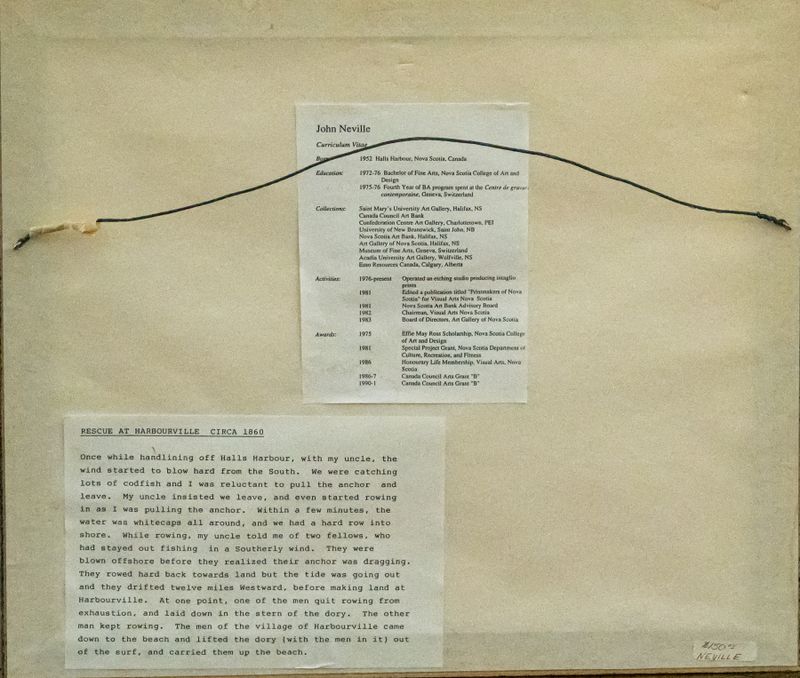 John Neville
Curriculum Vitae
1952 Halls Harbour, Nova Scotia, Canada
Education: 1972-76 Bachelor of Fine Arts, Nova Scotia College of Art and
Design
1975-76 Fourth Year of BA program spent at the Centre de gravure
contemporaine, Geneva, Switzerland
Collections: Saint Mary's University Art Gallery, Halifax, NS
Canada Council Art Bank
Confederation Centre Art Gallery, Charlottetown, PEI
University of New Brunswick, Saint John, NB
Nova Scotia Art Bank, Halifax, NS
Art Gallery of Nova Scotia, Halifax, NS
Museum of Fine Arts, Geneva, Switzerland
Acadia University Art Gallery, Wolfville, NS
Esso Resources Canada, Calgary, Alberta
Activities: 1976-present Operated an etching studio producing intaglio
prints
1981 Edited a publication titled "Printmakers of Nova
Scotia" for Visual Arts Nova Scotia
1981 Nova Scotia Art Bank Advisory Board
1982 Chairman, Visual Arts Nova Scotia
1983 Board of Directors, Art Gallery of Nova Scotia
Awards: 1975 Effie May Ross Scholarship, Nova Scotia College
of Art and Design
1981 Special Project Grant, Nova Scotia Department of
Culture, Recreation, and Fitness
1986 Honourary Life Membership, Visual Arts, Nova
Scotia
1986-7 Canada Council Arts Grant "B"
1990-1 Canada Council Arts Grant "B"
RESCUE AT HARBOURVILLE CIRCA 1860
Once while handlining off Halls Harbour, with my uncle, the
wind started to blow hard from the South. We were catching
lots of codfish and I was reluctant to pull the anchor and
leave. My uncle insisted we leave, and even started rowing
in as I was pulling the anchor. Within a few minutes, the
water was whitecaps all around, and we had a hard row into
shore. While rowing, my uncle told me of two fellows, who
had stayed out fishing in a Southerly wind. They were
blown offshore before they realized their anchor was dragging.
They rowed hard back towards land but the tide was going out
and they drifted twelve miles Westward, before making land at
Harbourville. At one point, one of the men quit rowing from
exhaustion, and laid down in the stern of the dory. The other
man kept rowing. The men of the village of Harbourville came
down to the beach and lifted the dory (with the men in it) out
of the surf, and carried them up the beach.
NEVILLE